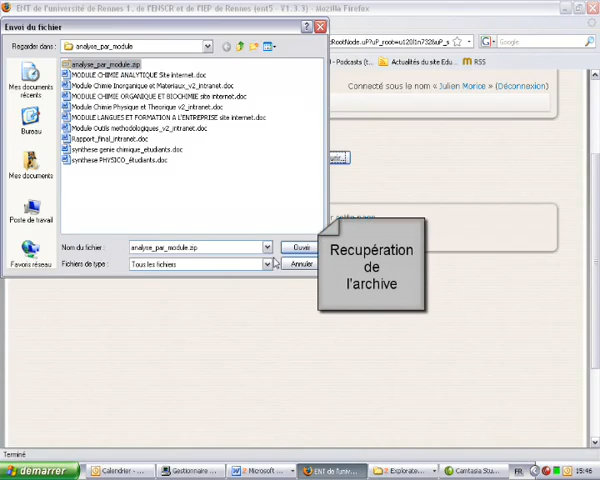 ENT de l'université de Rennes 1, de l'ENSCR et de l'IEP de Rennes (ent5 - V1.3.3) - Mozilla Firefox
Envoi du fichier
Regarder dans :
analyse_par_module
Google
analyse_par_module.zip
MODULE CHIMIE ANALYTIQUE Site internet.doc
Module Chimie Inorganique et Materiaux_v2_intranet.doc
MODULE CHIMIE ORGANIQUE ET BIOCHIMIE site internet.doc
Module Chimie Physique et Theorique v2_intranet.doc
MODULE LANGUES ET FORMATION A L'ENTREPRISE site internet.doc
Module Outils methodologiques_v2_intranet.doc
Rapport_final_intranet.doc
synthese genie chimique_etudiants.doc
synthese PHYSICO_étudiants.doc
Mes documents
récents
Bureau
Mes documents
Poste de travail
Favoris réseau
- Podcasts (t...
Actualités du site Edu...
RSS
Connecté sous le nom « Julien Morice » (Déconnexion)
Nom du fichier :
analyse_par_module.zip
Ouvrir
Fichiers de type :
Tous les fichiers
Annuler
Recupération
de
l'archive
Terminé
démarrer
Calendrier - ...
Gestionnaire ...
2 Microsoft ...
ENT de l'univ...
2 Explorate...
Camtasia Stu...
FR
15:46